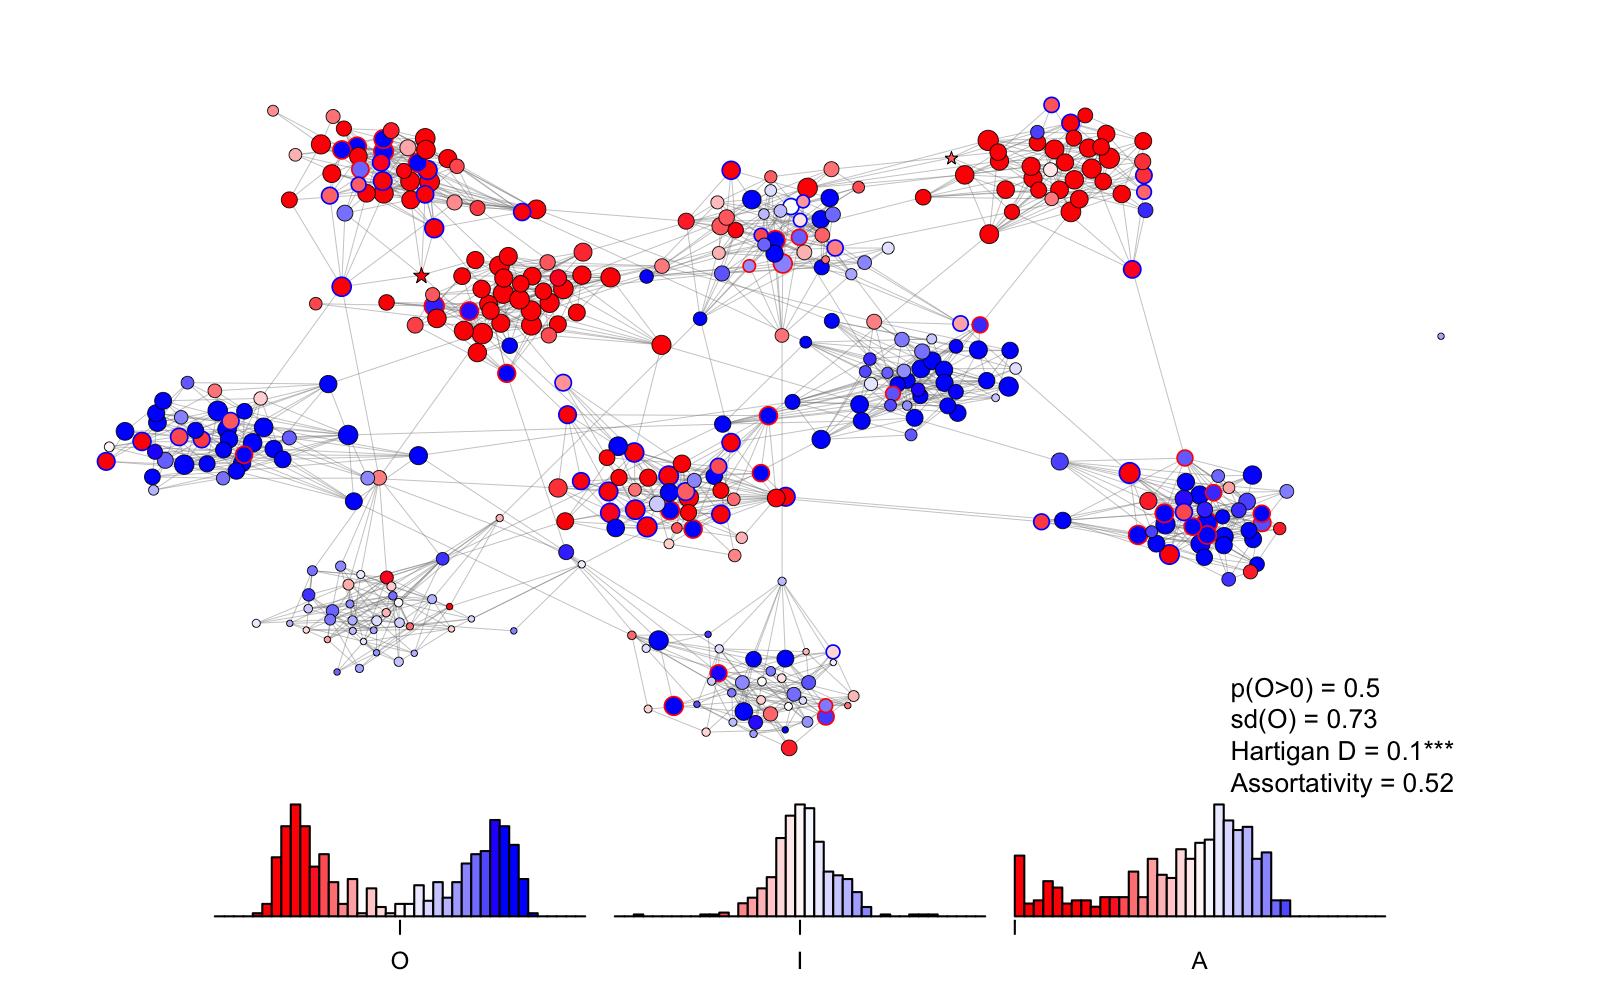 p(O>0) = 0.5
sd(O) = 0.73
Hartigan D = 0.1***
Assortativity = 0.52
O
I
A